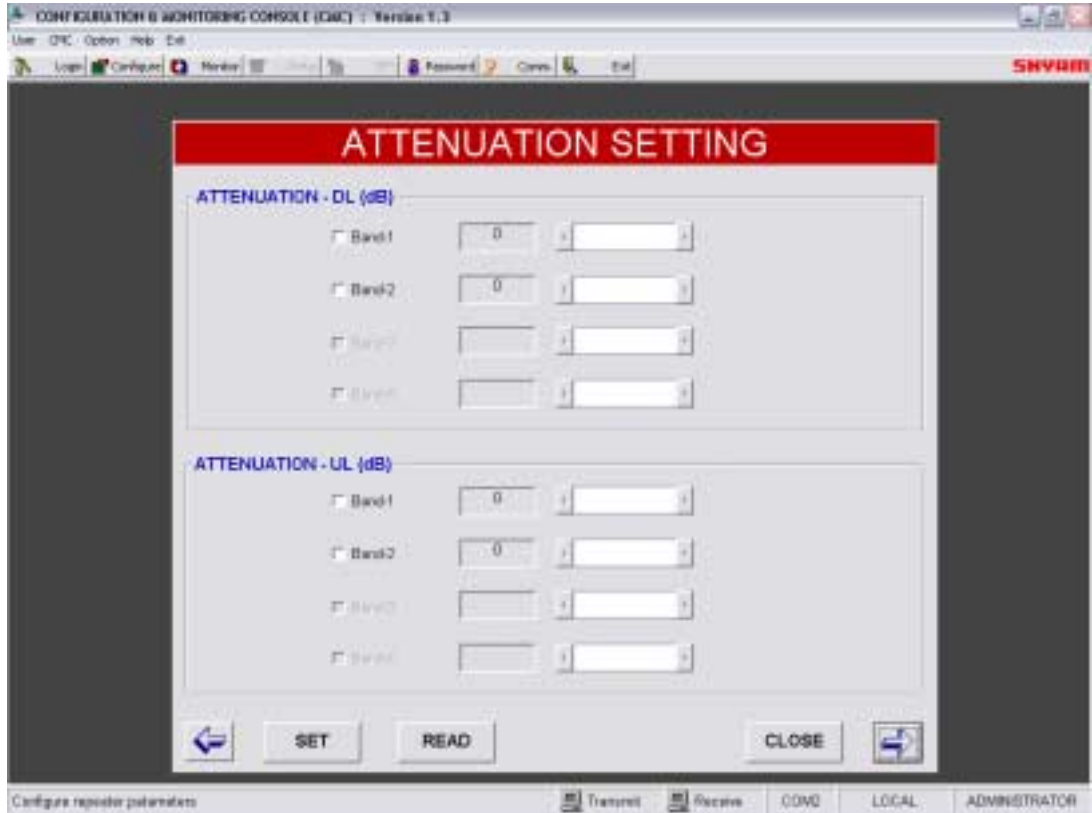 CONFIGURATION & MONITORING CONSOLE (CMC) : Version 1.3
User CMC Option Help Exit
Login Configure Monitor Password Comm. Exit
SHYAM
ATTENUATION SETTING
ATTENUATION - DL (dB)
Band-1 0
Band-2 0
ATTENUATION - UL (dB)
Band-1 0
Band-2 0
SET READ CLOSE
Configure repeater parameters Transmit Receive COM2 LOCAL ADMINISTRATOR